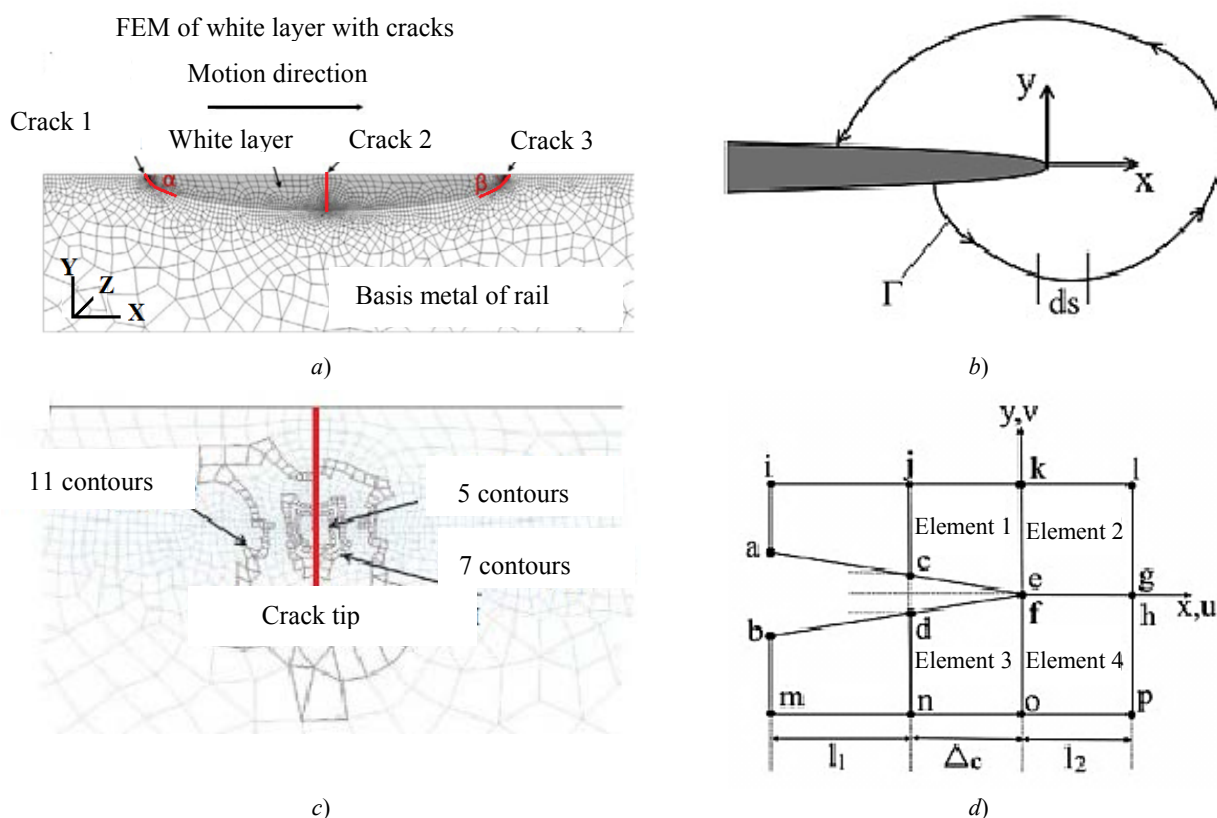 FEM of white layer with cracks
Motion direction
Crack 1
White layer
Crack 2
Crack 3
α
β
Y
Z
X
Basis metal of rail
a)
y
x
Γ
ds
b)
11 contours
5 contours
7 contours
Crack tip
c)
y,v
i
j
k
l
Element 1
Element 2
a
c
e
g
x,u
b
d
f
h
Element 3
Element 4
m
n
o
p
l₁
Δc
l₂
d)